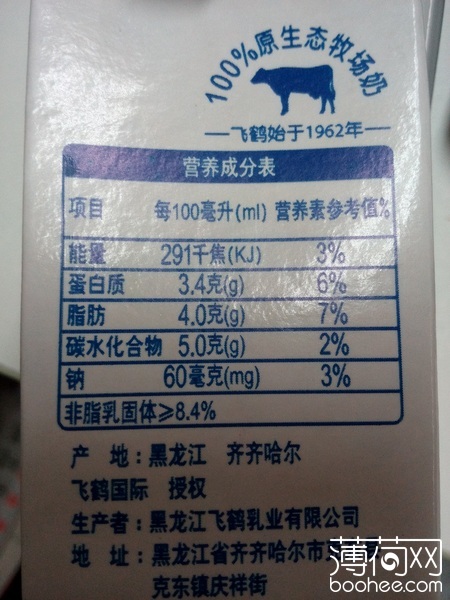 100%原生态牧场奶
飞鹤始于1962年
营养成分表
项目 每100毫升(ml) 营养素参考值%
能量 291千焦(KJ) 3%
蛋白质 3.4克(g) 6%
脂肪 4.0克(g) 7%
碳水化合物 5.0克(g) 2%
钠 60毫克(mg) 3%
非脂乳固体≥8.4%
产 地：黑龙江 齐齐哈尔
飞鹤国际 授权
生产者：黑龙江飞鹤乳业有限公司
地 址：黑龙江省齐齐哈尔市
克东镇庆祥街
薄荷网
boohee.com